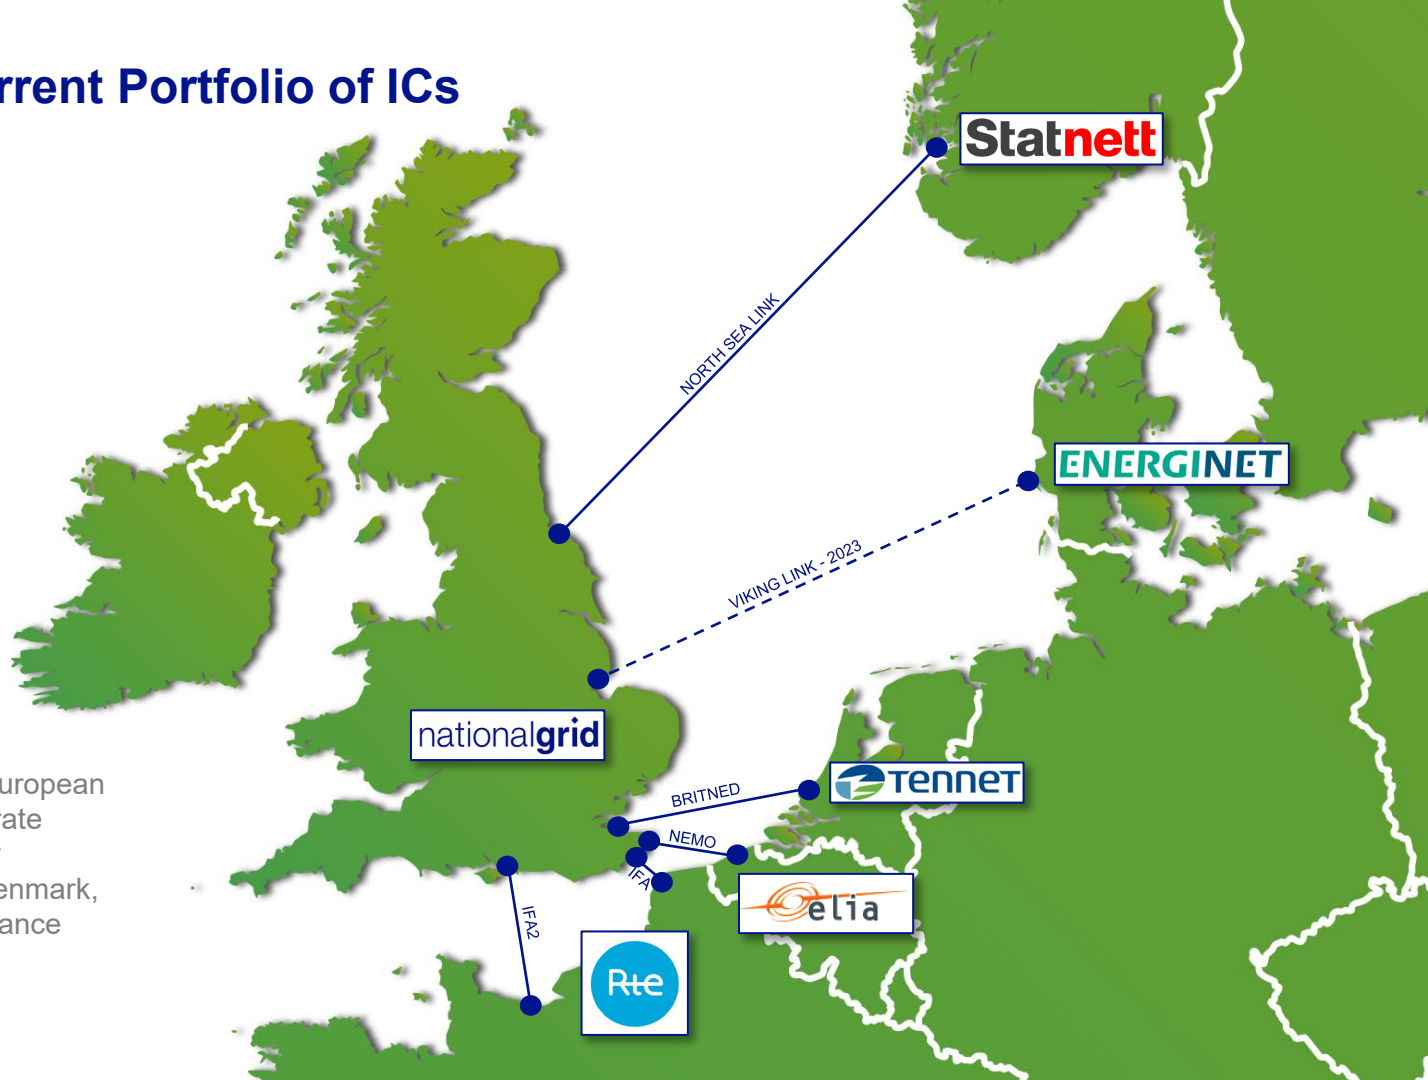 rrent Portfolio of ICs
Statnett
NORTH SEA LINK
ENERGINET
VIKING LINK - 2023
nationalgrid
TENNET
BRITNED
NEMO
IFA
elia
IFA2
Rte
uropean
rate
enmark,
ance